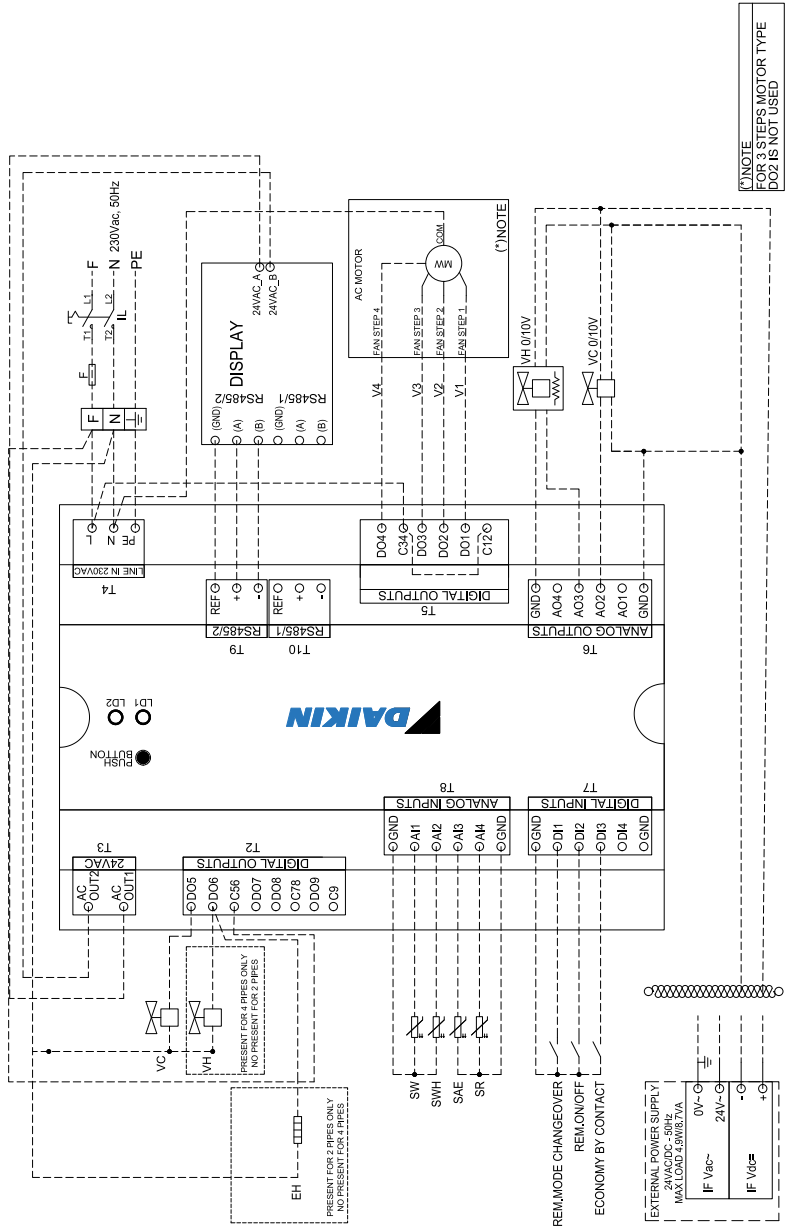 (*)NOTE
FOR 3 STEPS MOTOR TYPE
DO2 IS NOT USED
F
N 230Vac, 50Hz
PE
L1
L2
T1
T2
IL
F
F
N
24VAC_A
24VAC_B
DISPLAY
RS485/2
RS485/1
(GND)
(A)
(B)
(GND)
(A)
(B)
AC MOTOR
FAN STEP 4
FAN STEP 3
FAN STEP 2
FAN STEP 1
COM
MW
(*)NOTE
V4
V3
V2
V1
VH 0/10V
VC 0/10V
L
N
PE
LINE IN 230VAC
T4
REF
+
-
RS485/2
T9
REF
+
-
RS485/1
T10
DO4
C34
DO3
DO2
DO1
C12
DIGITAL OUTPUTS
T5
GND
AO4
AO3
AO2
AO1
GND
ANALOG OUTPUTS
T6
LD2
LD1
PUSH
BUTTON
DAIKIN
T3
24VAC
AC
OUT2
AC
OUT1
T2
DIGITAL OUTPUTS
DO5
DO6
C56
DO7
DO8
C78
DO9
C9
T8
ANALOG INPUTS
GND
AI1
AI2
AI3
AI4
GND
T7
DIGITAL INPUTS
GND
DI1
DI2
DI3
DI4
GND
VC
VH
PRESENT FOR 4 PIPES ONLY
NO PRESENT FOR 2 PIPES
EH
PRESENT FOR 2 PIPES ONLY
NO PRESENT FOR 4 PIPES
SW
SWH
SAE
SR
REM.MODE CHANGEOVER
REM.ON/OFF
ECONOMY BY CONTACT
EXTERNAL POWER SUPPLY
24VAC/DC - 50Hz
MAX LOAD 4.9W/8.7VA
IF Vac~
0V~
24V~
IF Vdc=
-
+